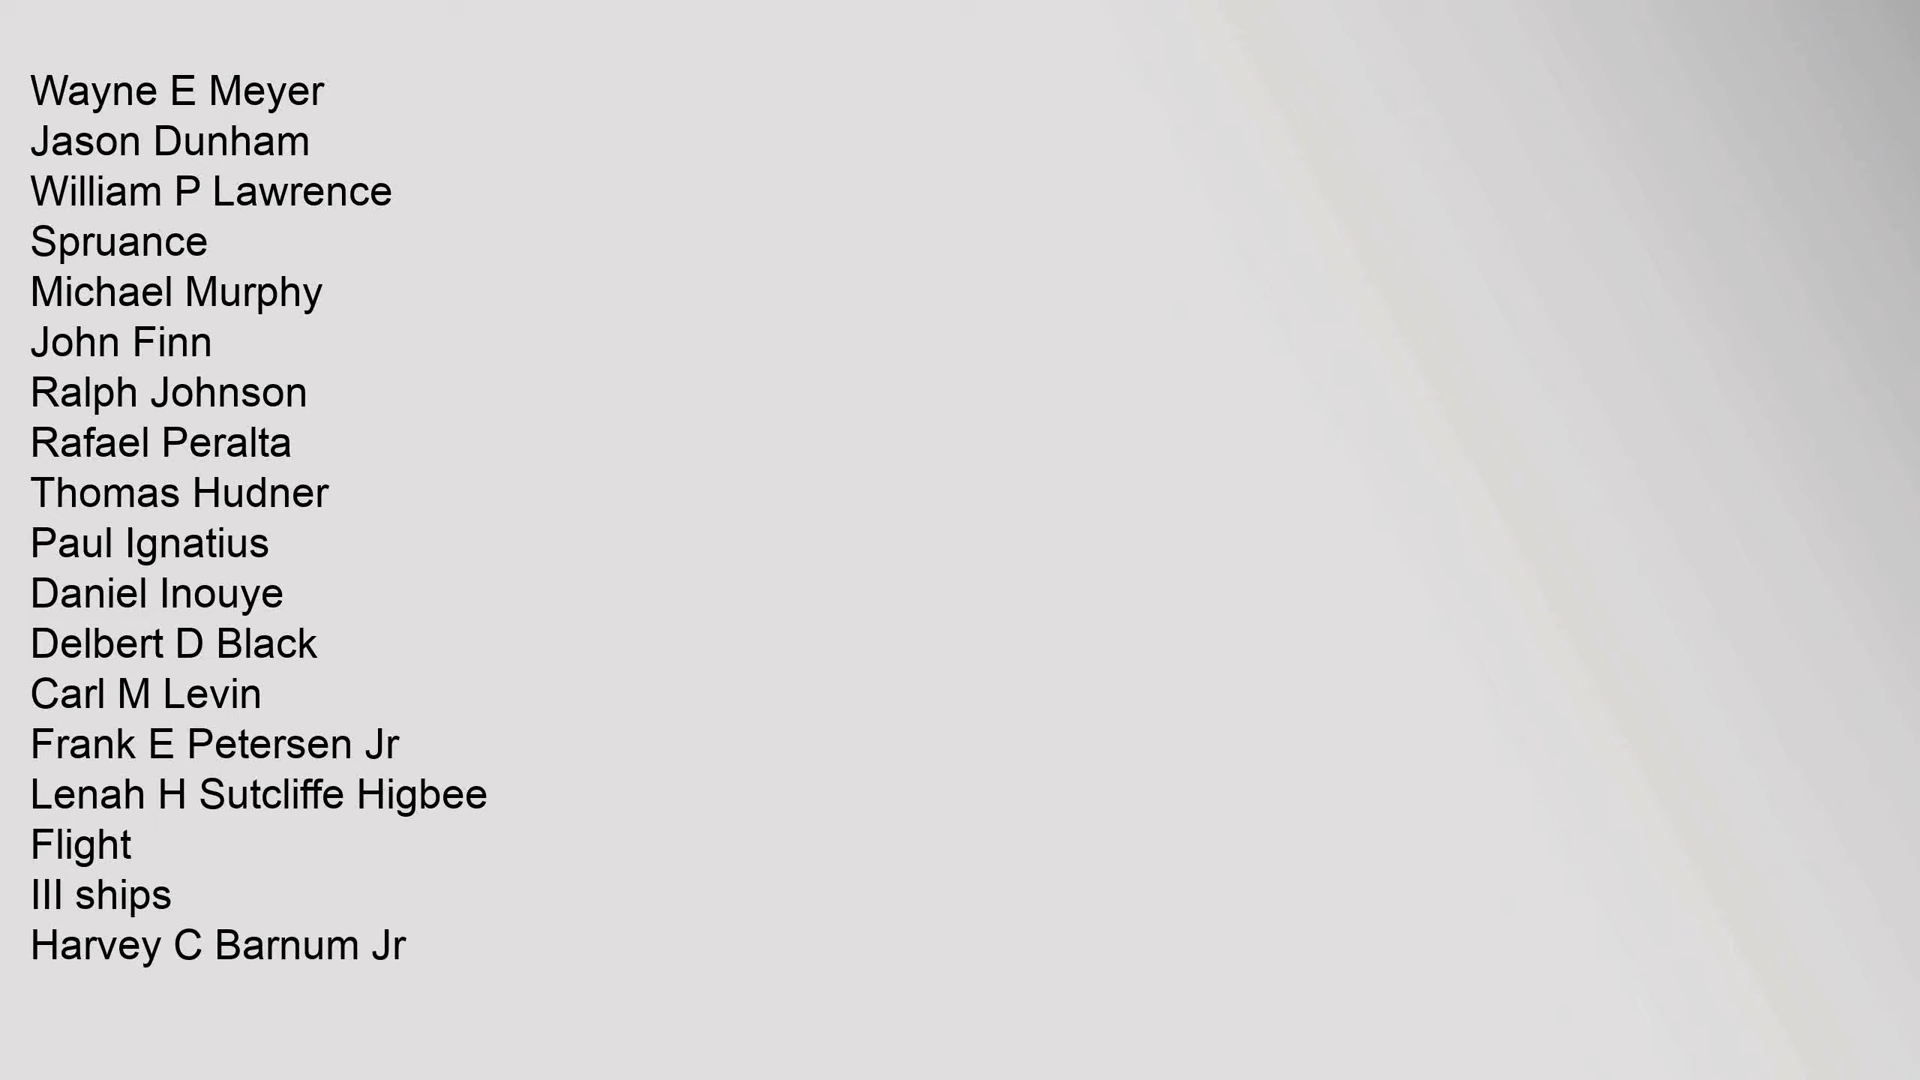 Wayne E Meyer
Jason Dunham
William P Lawrence
Spruance
Michael Murphy
John Finn
Ralph Johnson
Rafael Peralta
Thomas Hudner
Paul Ignatius
Daniel Inouye
Delbert D Black
Carl M Levin
Frank E Petersen Jr
Lenah H Sutcliffe Higbee
Flight
III ships
Harvey C Barnum Jr